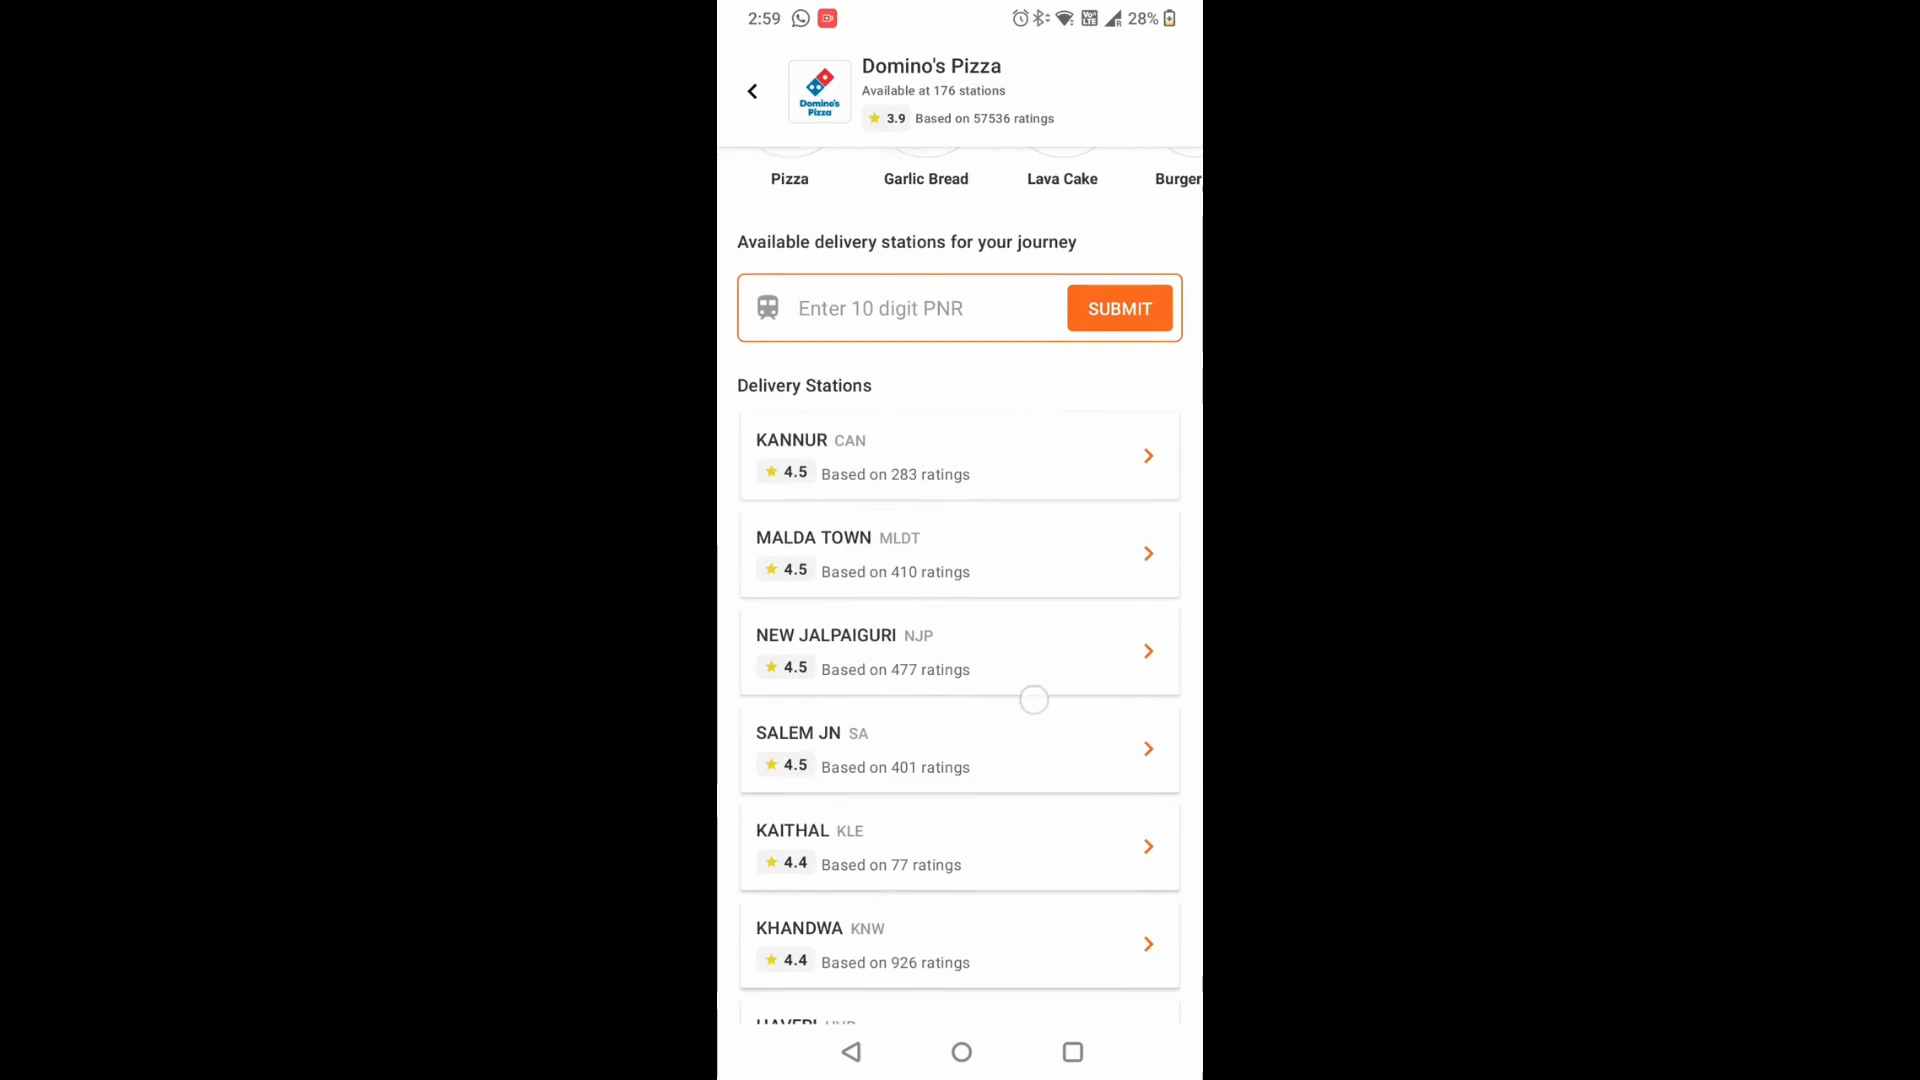 2:59
28%
Domino's Pizza
Available at 176 stations
3.9 Based on 57536 ratings
Domino's
Pizza
Pizza Garlic Bread Lava Cake Burger
Available delivery stations for your journey
Enter 10 digit PNR SUBMIT
Delivery Stations
KANNUR CAN
4.5 Based on 283 ratings
MALDA TOWN MLDT
4.5 Based on 410 ratings
NEW JALPAIGURI NJP
4.5 Based on 477 ratings
SALEM JN SA
4.5 Based on 401 ratings
KAITHAL KLE
4.4 Based on 77 ratings
KHANDWA KNW
4.4 Based on 926 ratings